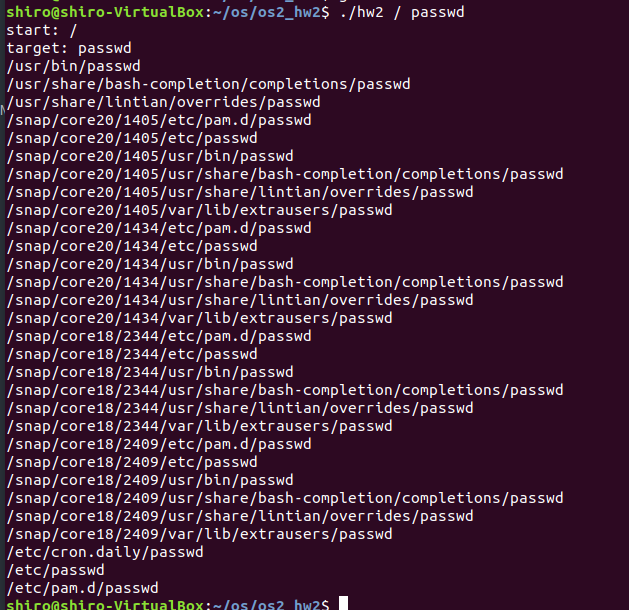 shiro@shiro-VirtualBox:~/os/os2_hw2$ ./hw2 / passwd
start: /
target: passwd
/usr/bin/passwd
/usr/share/bash-completion/completions/passwd
/usr/share/lintian/overrides/passwd
/snap/core20/1405/etc/pam.d/passwd
/snap/core20/1405/etc/passwd
/snap/core20/1405/usr/bin/passwd
/snap/core20/1405/usr/share/bash-completion/completions/passwd
/snap/core20/1405/usr/share/lintian/overrides/passwd
/snap/core20/1405/var/lib/extrausers/passwd
/snap/core20/1434/etc/pam.d/passwd
/snap/core20/1434/etc/passwd
/snap/core20/1434/usr/bin/passwd
/snap/core20/1434/usr/share/bash-completion/completions/passwd
/snap/core20/1434/usr/share/lintian/overrides/passwd
/snap/core20/1434/var/lib/extrausers/passwd
/snap/core18/2344/etc/pam.d/passwd
/snap/core18/2344/etc/passwd
/snap/core18/2344/usr/bin/passwd
/snap/core18/2344/usr/share/bash-completion/completions/passwd
/snap/core18/2344/usr/share/lintian/overrides/passwd
/snap/core18/2344/var/lib/extrausers/passwd
/snap/core18/2409/etc/pam.d/passwd
/snap/core18/2409/etc/passwd
/snap/core18/2409/usr/bin/passwd
/snap/core18/2409/usr/share/bash-completion/completions/passwd
/snap/core18/2409/usr/share/lintian/overrides/passwd
/snap/core18/2409/var/lib/extrausers/passwd
/etc/cron.daily/passwd
/etc/passwd
/etc/pam.d/passwd
shiro@shiro-VirtualBox:~/os/os2_hw2$